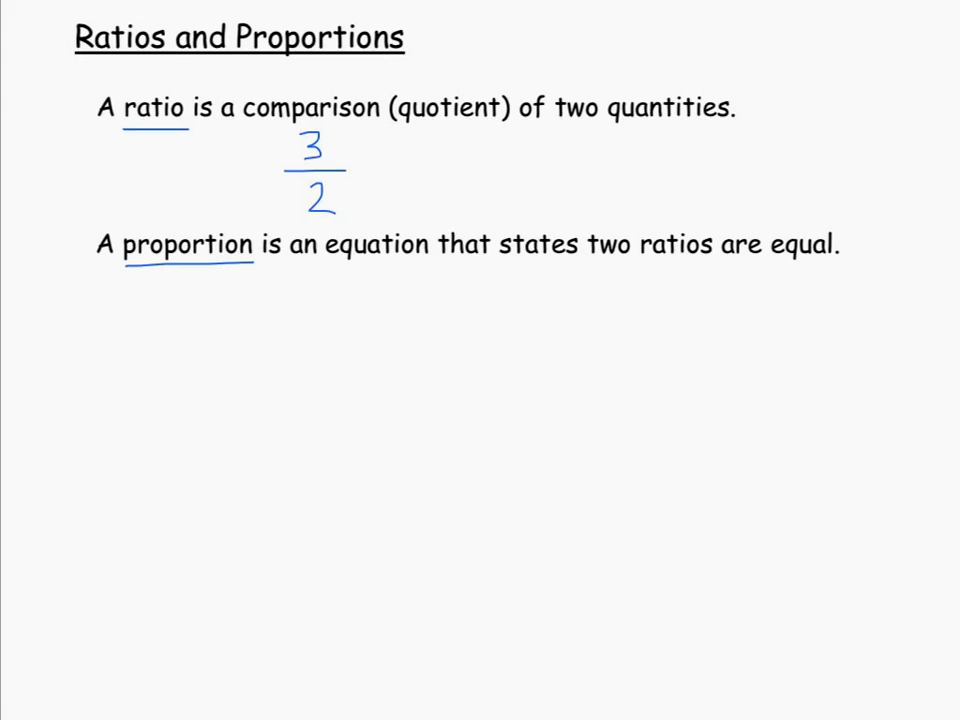 Ratios and Proportions
A ratio is a comparison (quotient) of two quantities.
3
2
A proportion is an equation that states two ratios are equal.